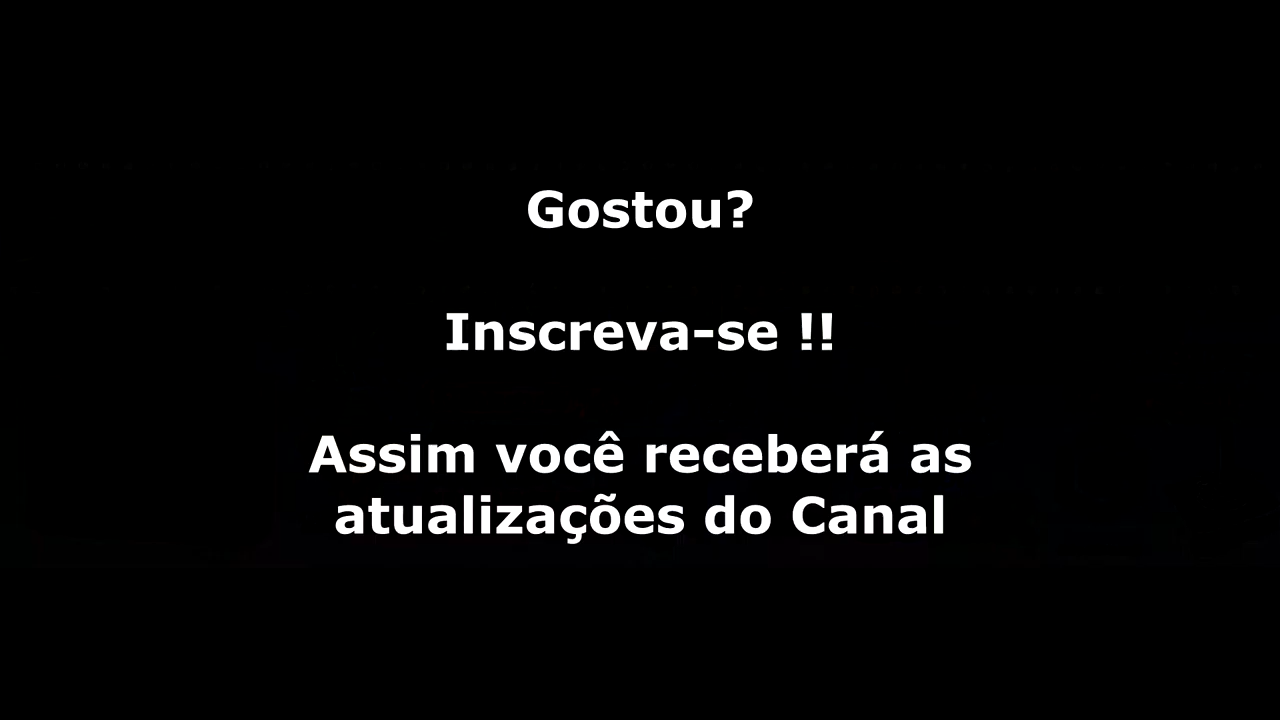 Gostou?
Inscreva-se !!
Assim você receberá as
atualizações do Canal